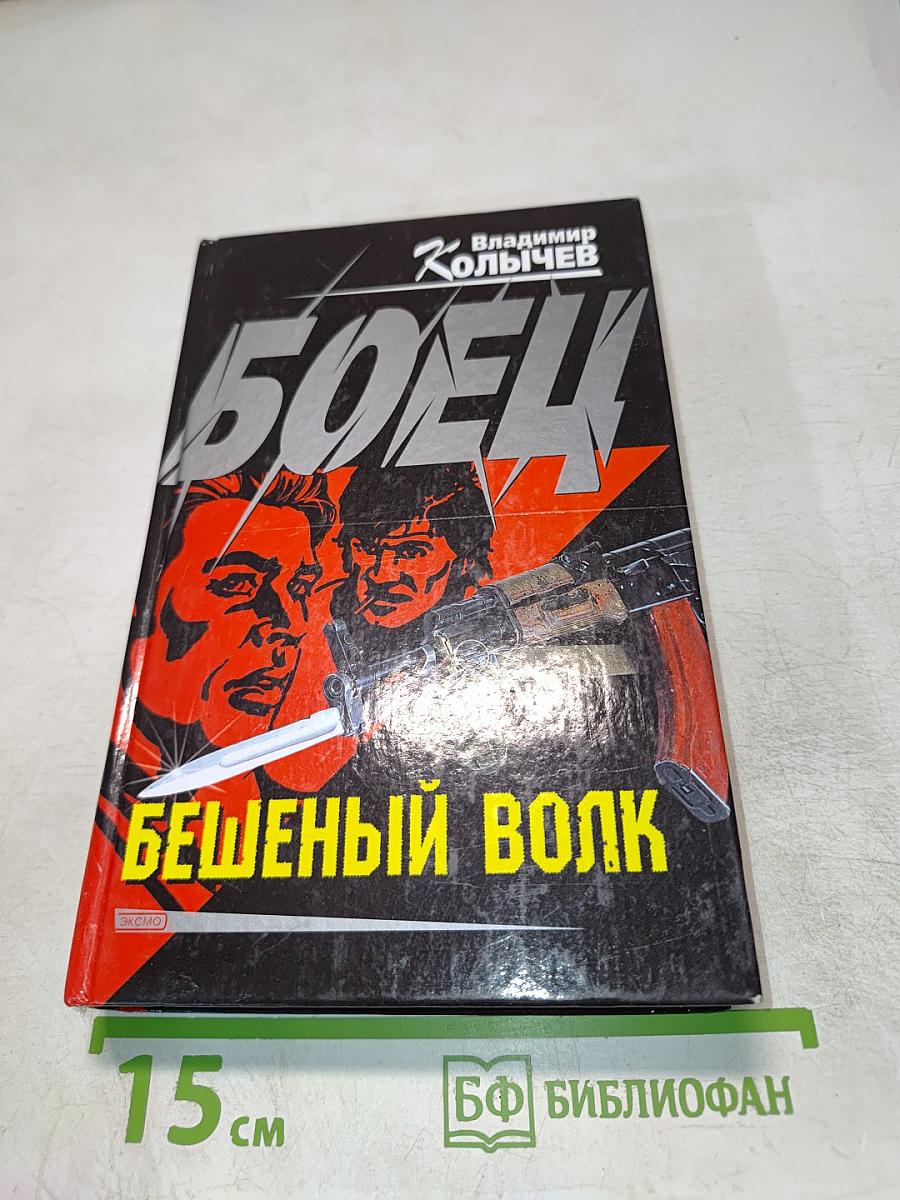 Владимир
КОЛЫЧЕВ
БОЕЦ
БЕШЕНЫЙ ВОЛК
ЭКСМО
15 см
БФ БИБЛИОФАН